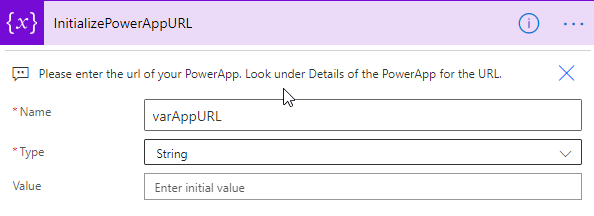 {x} InitializePowerAppURL
Please enter the url of your PowerApp. Look under Details of the PowerApp for the URL.
*Name varAppURL
*Type String
Value Enter initial value